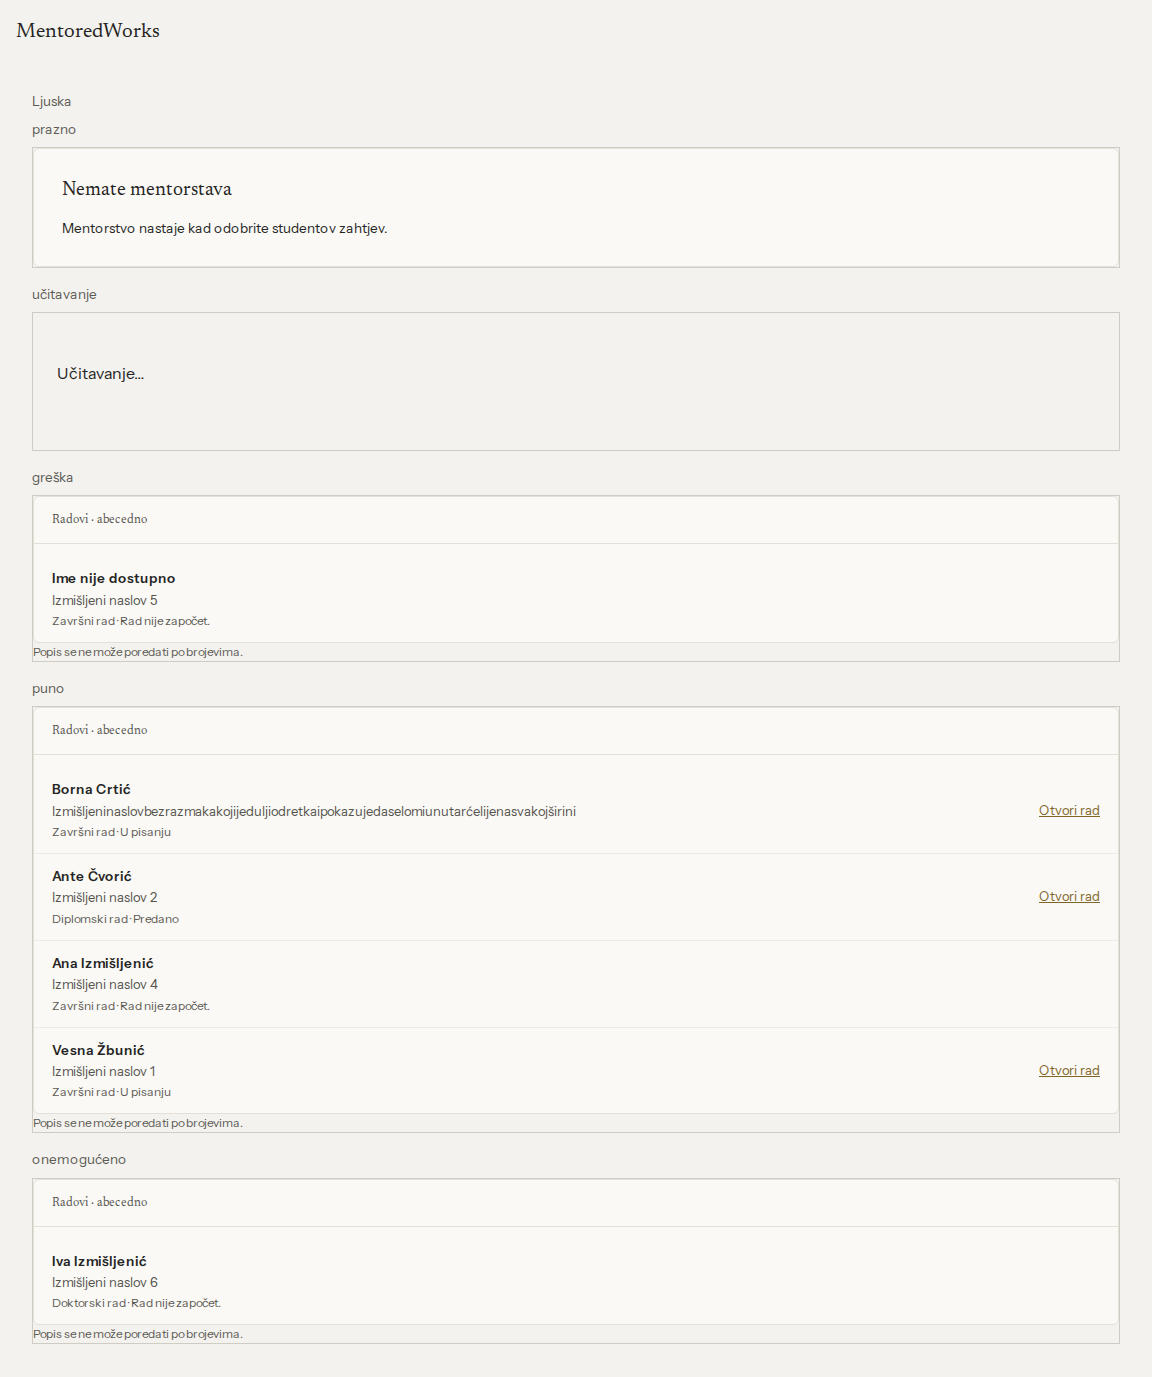 MentoredWorks
Ljuska
prazno
Nemate mentorstava
Mentorstvo nastaje kad odobrite studentov zahtjev.
učitavanje
Učitavanje…
greška
Radovi · abecedno
Ime nije dostupno
Izmišljeni naslov 5
Završni rad · Rad nije započet.
Popis se ne može poredati po brojevima.
puno
Radovi · abecedno
Borna Crtić
Izmišljeninaslovbezrazmakakojijeduljiodretkaipokazujedaselomiunutarćelijenasvakojširini
Otvori rad
Završni rad · U pisanju
Ante Čvorić
Izmišljeni naslov 2
Otvori rad
Diplomski rad · Predano
Ana Izmišljenić
Izmišljeni naslov 4
Završni rad · Rad nije započet.
Vesna Žbunić
Izmišljeni naslov 1
Otvori rad
Završni rad · U pisanju
Popis se ne može poredati po brojevima.
onemogućeno
Radovi · abecedno
Iva Izmišljenić
Izmišljeni naslov 6
Doktorski rad · Rad nije započet.
Popis se ne može poredati po brojevima.